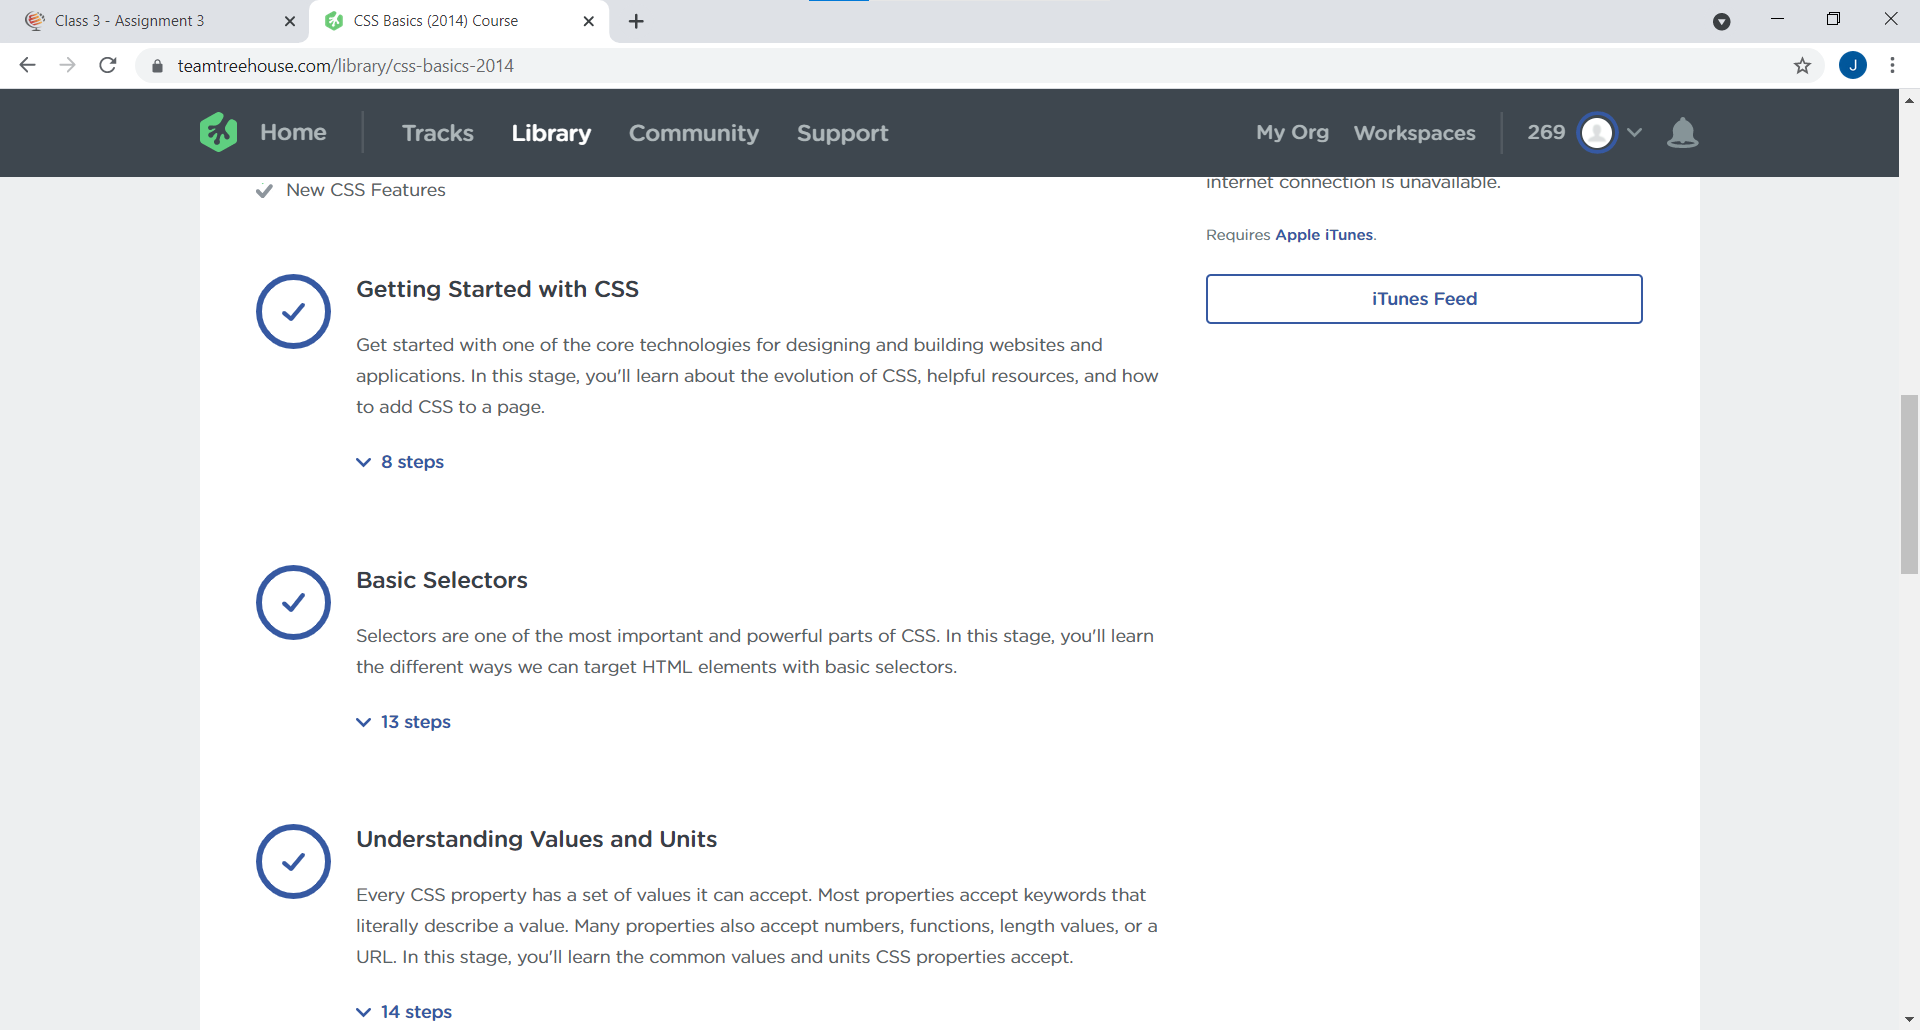 Class 3 - Assignment 3
CSS Basics (2014) Course
teamtreehouse.com/library/css-basics-2014
J
Home
Tracks
Library
Community
Support
My Org
Workspaces
269
New CSS Features
internet connection is unavailable.
Requires Apple iTunes.
iTunes Feed
Getting Started with CSS
Get started with one of the core technologies for designing and building websites and
applications. In this stage, you'll learn about the evolution of CSS, helpful resources, and how
to add CSS to a page.
8 steps
Basic Selectors
Selectors are one of the most important and powerful parts of CSS. In this stage, you'll learn
the different ways we can target HTML elements with basic selectors.
13 steps
Understanding Values and Units
Every CSS property has a set of values it can accept. Most properties accept keywords that
literally describe a value. Many properties also accept numbers, functions, length values, or a
URL. In this stage, you'll learn the common values and units CSS properties accept.
14 steps